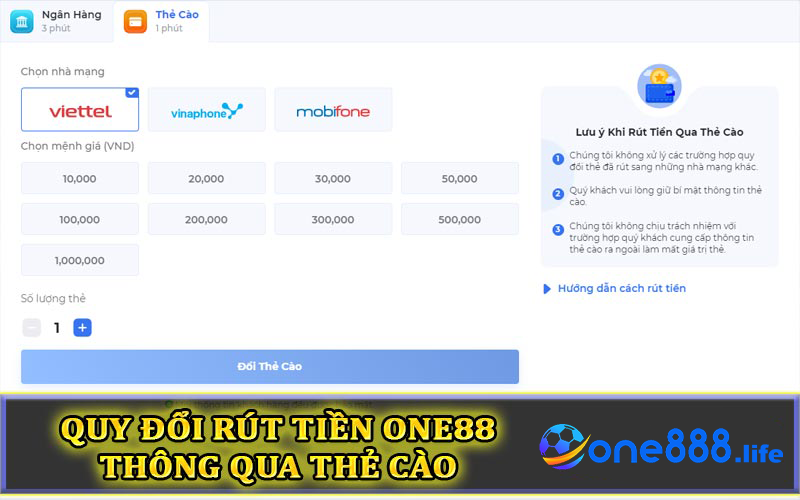 Ngân Hàng
3 phút
Thẻ Cào
1 phút
Chọn nhà mạng
viettel
vinaphone
mobifone
Chọn mệnh giá (VND)
10,000
20,000
30,000
50,000
100,000
200,000
300,000
500,000
1,000,000
Số lượng thẻ
1
Đổi Thẻ Cào
Lưu ý Khi Rút Tiền Qua Thẻ Cào
1 Chúng tôi không xử lý các trường hợp quy
đổi thẻ đã rút sang những nhà mạng khác.
2 Quý khách vui lòng giữ bí mật thông tin thẻ
cào.
3 Chúng tôi không chịu trách nhiệm với
trường hợp quý khách cung cấp thông tin
thẻ cào ra ngoài làm mất giá trị thẻ.
Hướng dẫn cách rút tiền
QUY ĐỔI RÚT TIỀN ONE88
THÔNG QUA THẺ CÀO
one888.life